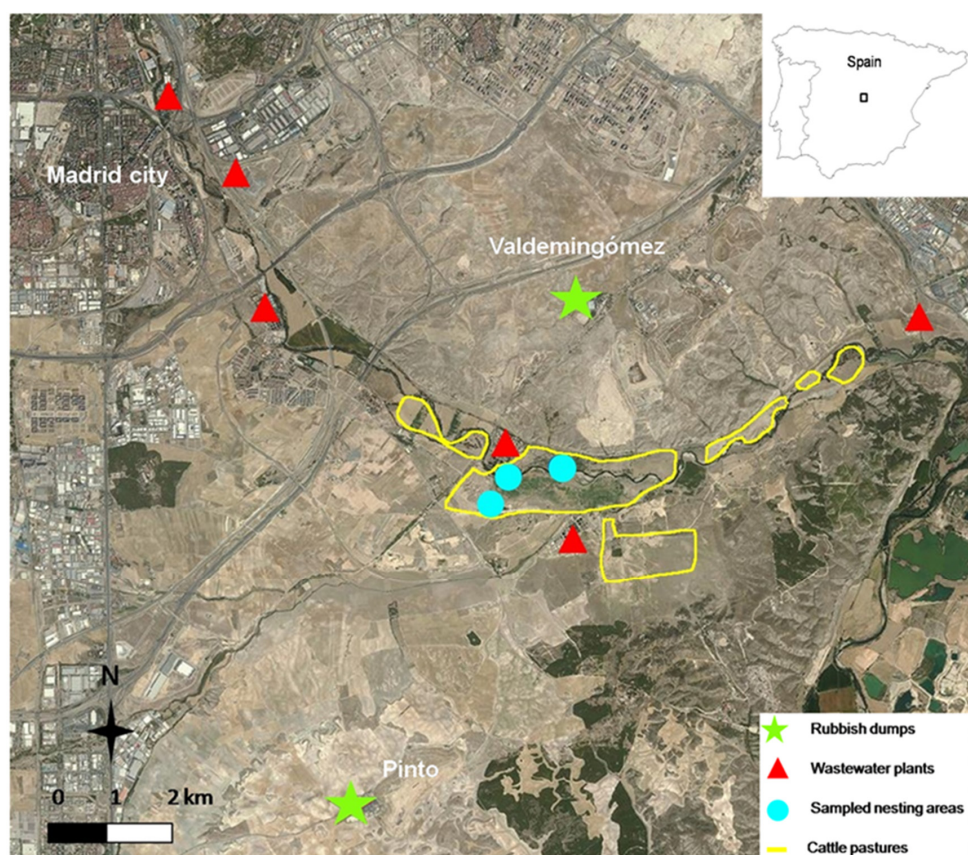 Spain
Madrid city
Valdemingómez
N
Pinto
0 1 2 km
Rubbish dumps
Wastewater plants
Sampled nesting areas
Cattle pastures